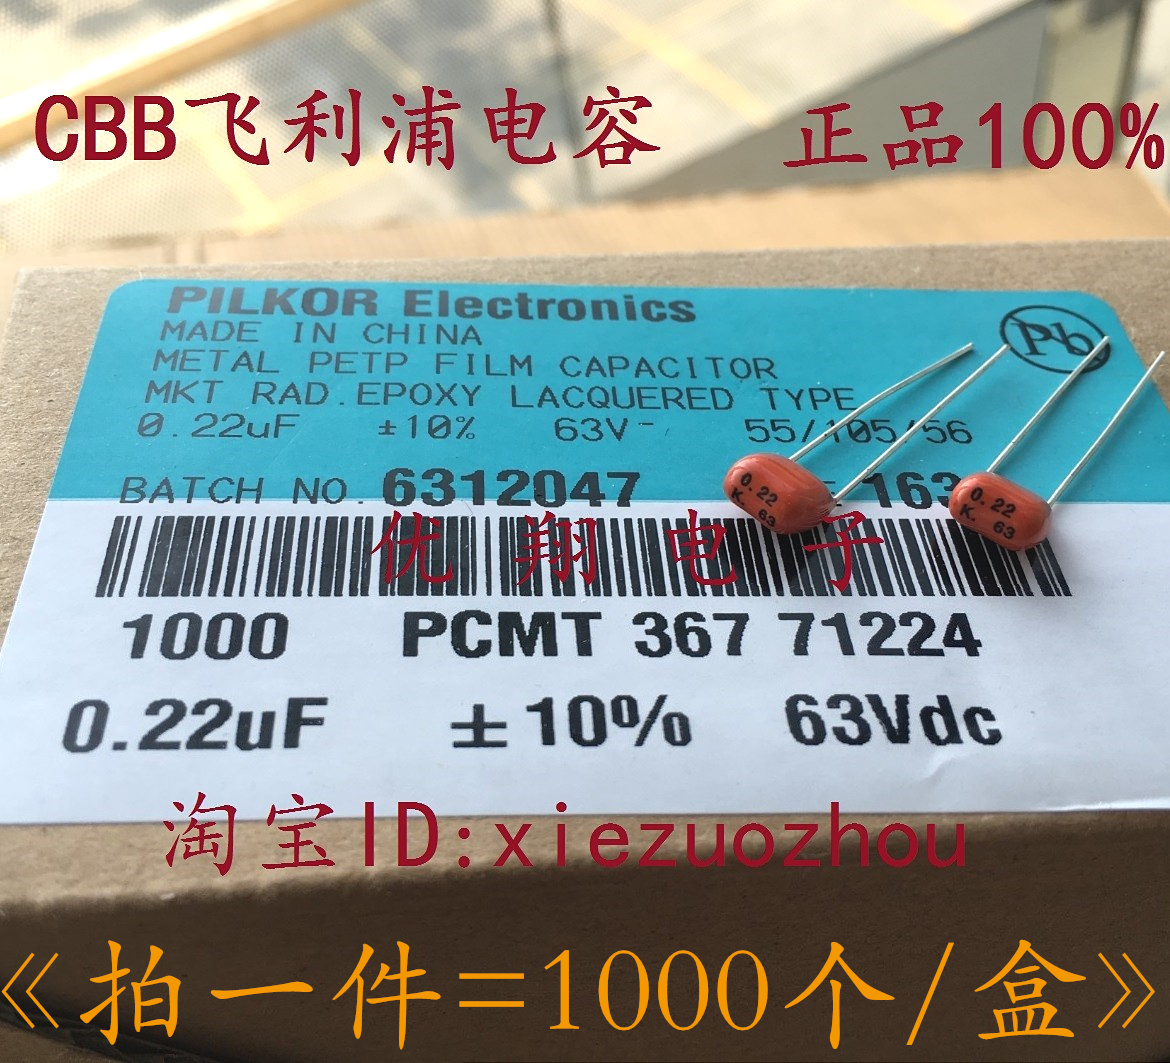 CBB飞利浦电容 正品100%
PILKOR Electronics
MADE IN CHINA
METAL PETP FILM CAPACITOR
MKT RAD.EPOXY LACQUERED TYPE
0.22uF ±10% 63V⁻ 55/105/56
Pb
BATCH NO. 6312047 163
0.22
K. 63
0.22
K. 63
优翔电子
1000 PCMT 367 71224
0.22uF ±10% 63Vdc
淘宝ID:xiezuozhou
《拍一件=1000个/盒》